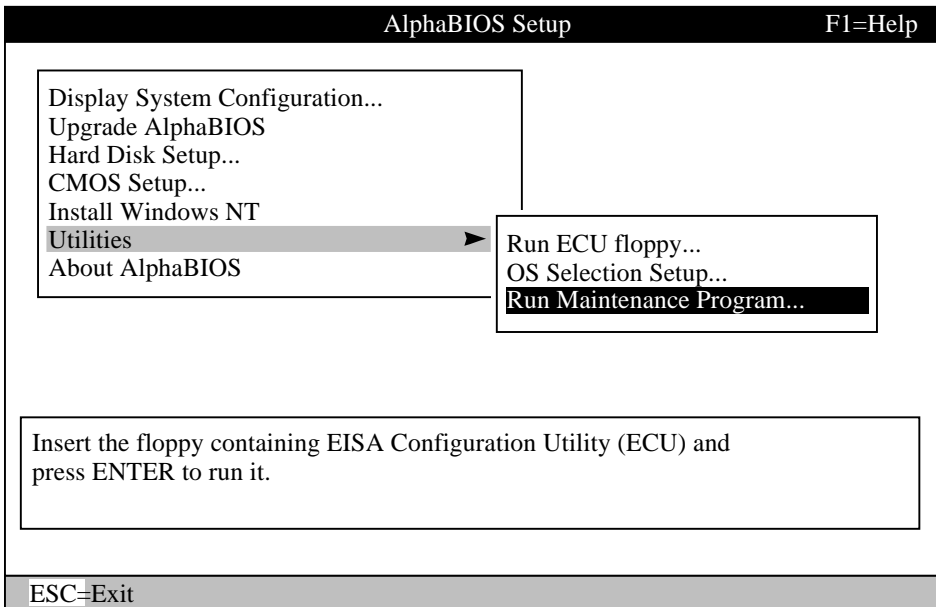 AlphaBIOS Setup F1=Help
Display System Configuration...
Upgrade AlphaBIOS
Hard Disk Setup...
CMOS Setup...
Install Windows NT
Utilities
About AlphaBIOS
Run ECU floppy...
OS Selection Setup...
Run Maintenance Program...
Insert the floppy containing EISA Configuration Utility (ECU) and
press ENTER to run it.
ESC=Exit